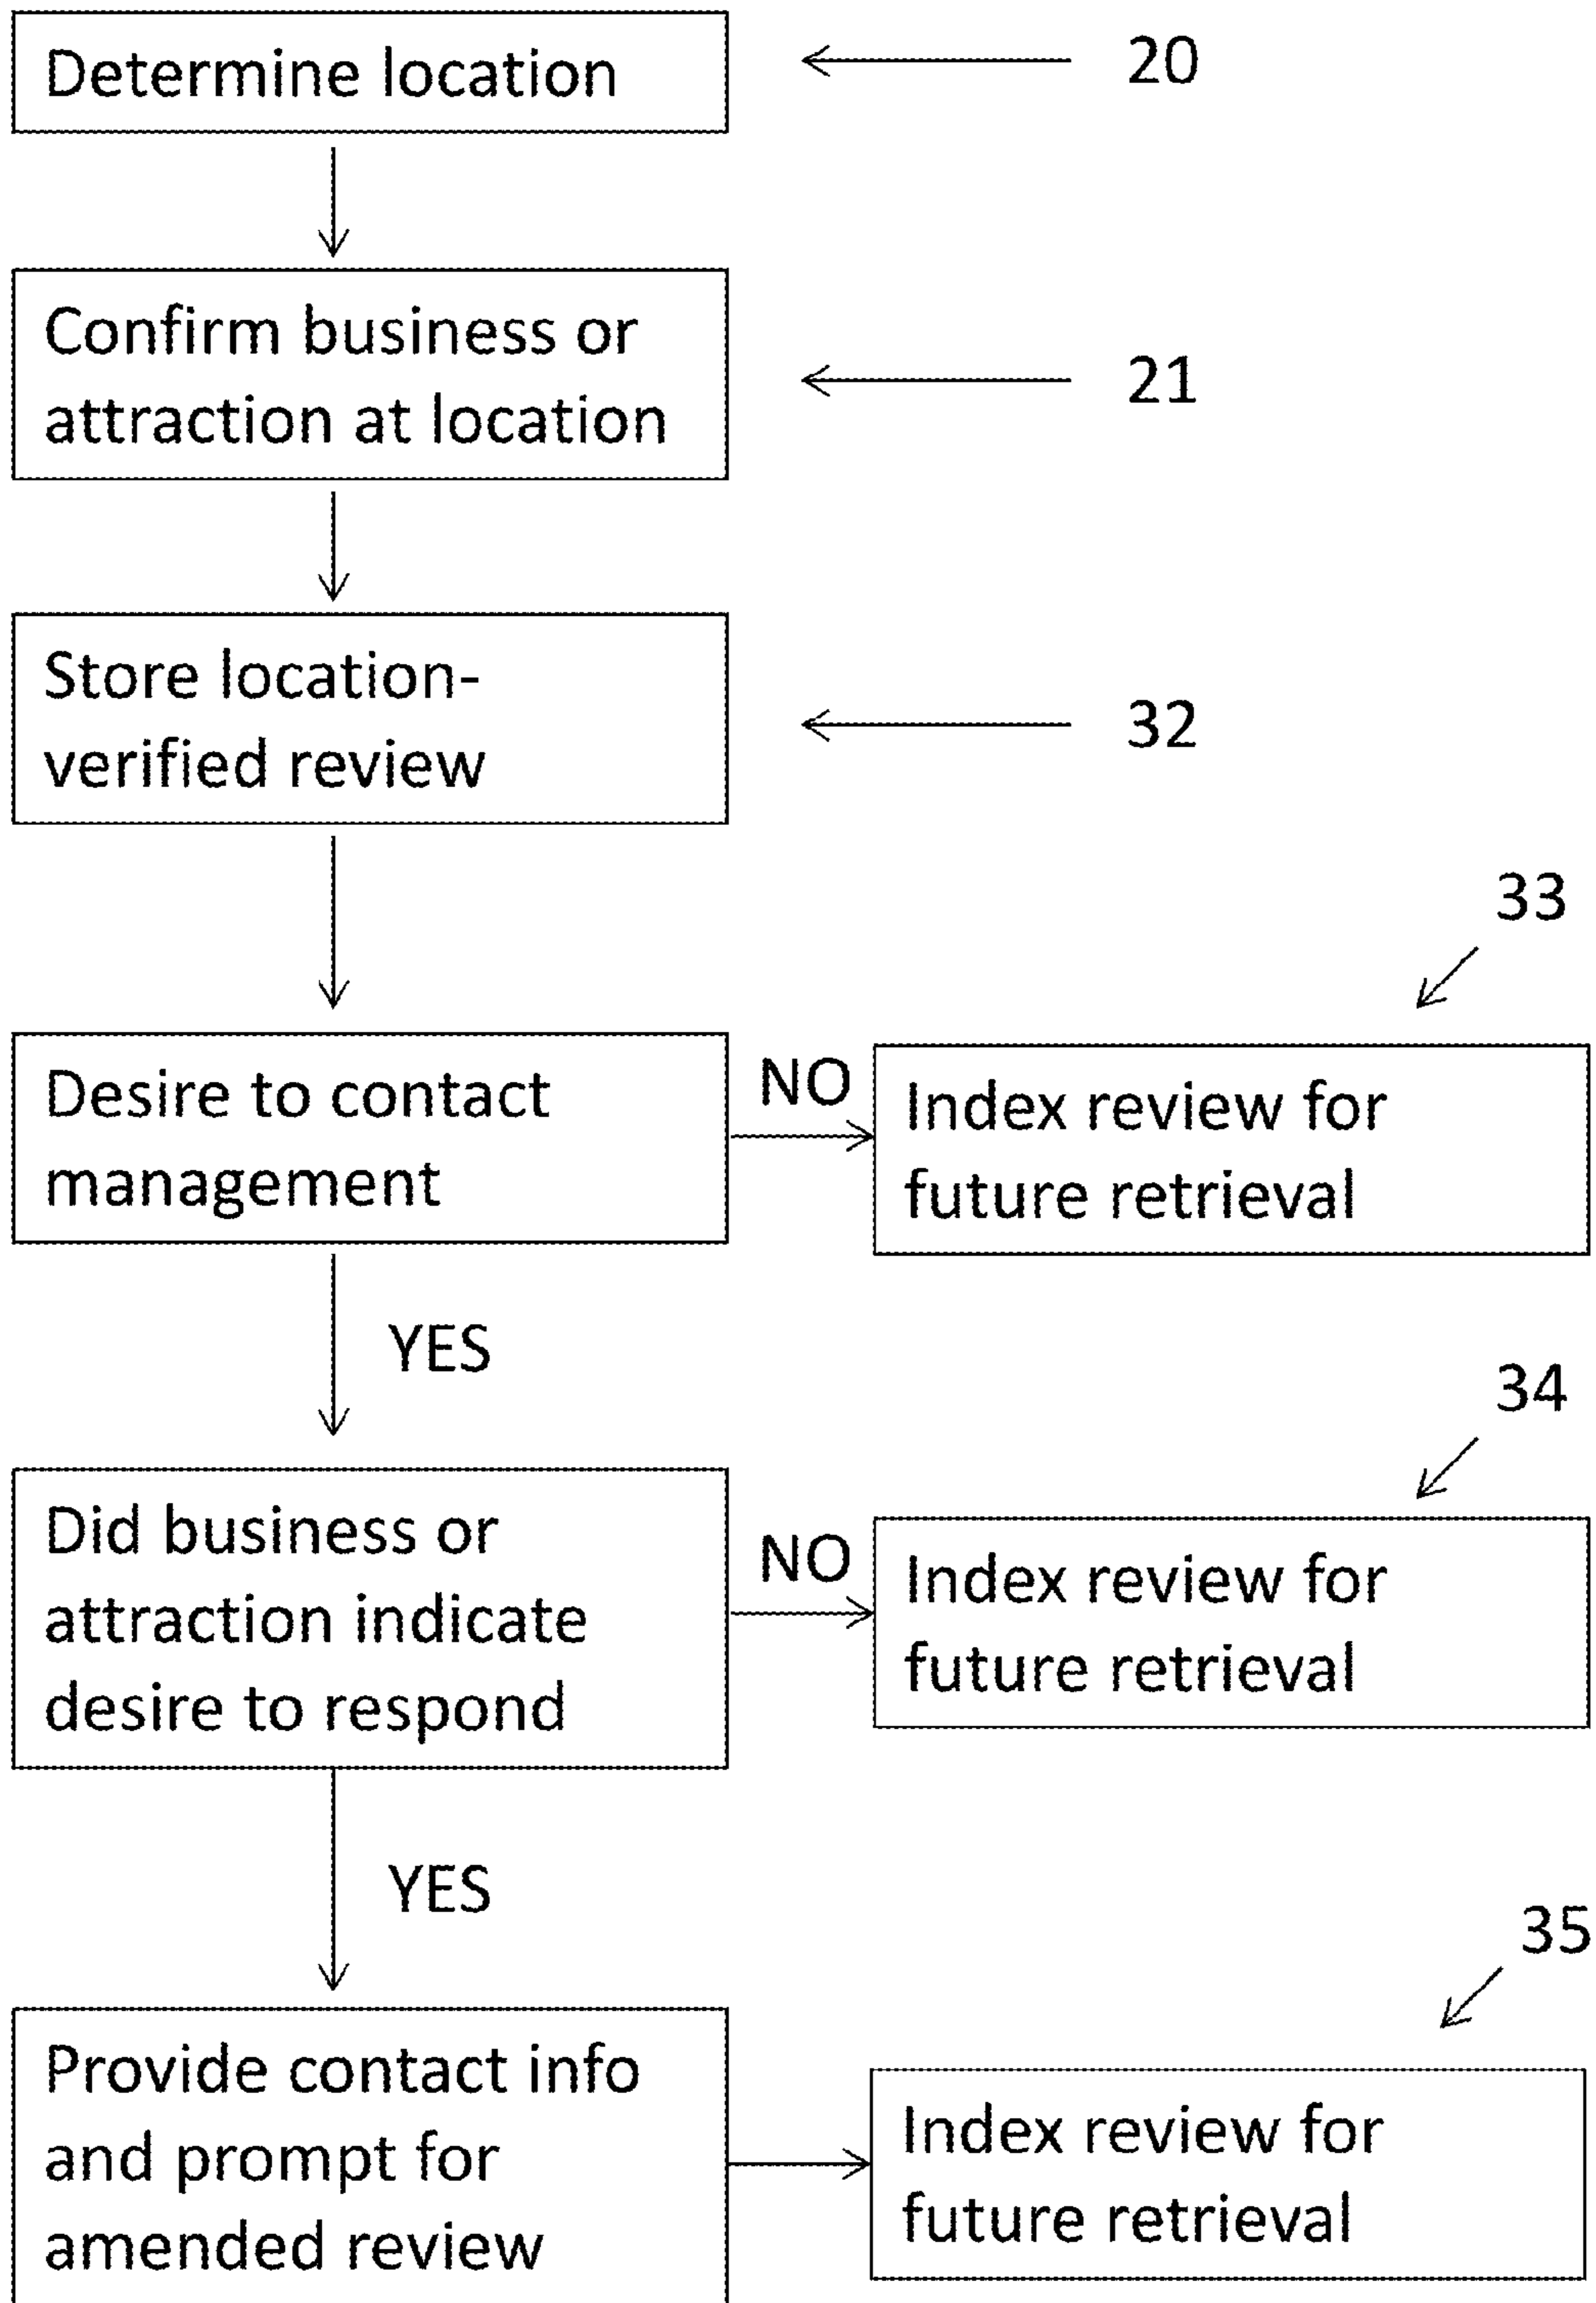 Determine location
20
Confirm business or
attraction at location
21
Store location-
verified review
32
33
Desire to contact
management
NO
Index review for
future retrieval
YES
34
Did business or
attraction indicate
desire to respond
NO
Index review for
future retrieval
YES
35
Provide contact info
and prompt for
amended review
Index review for
future retrieval